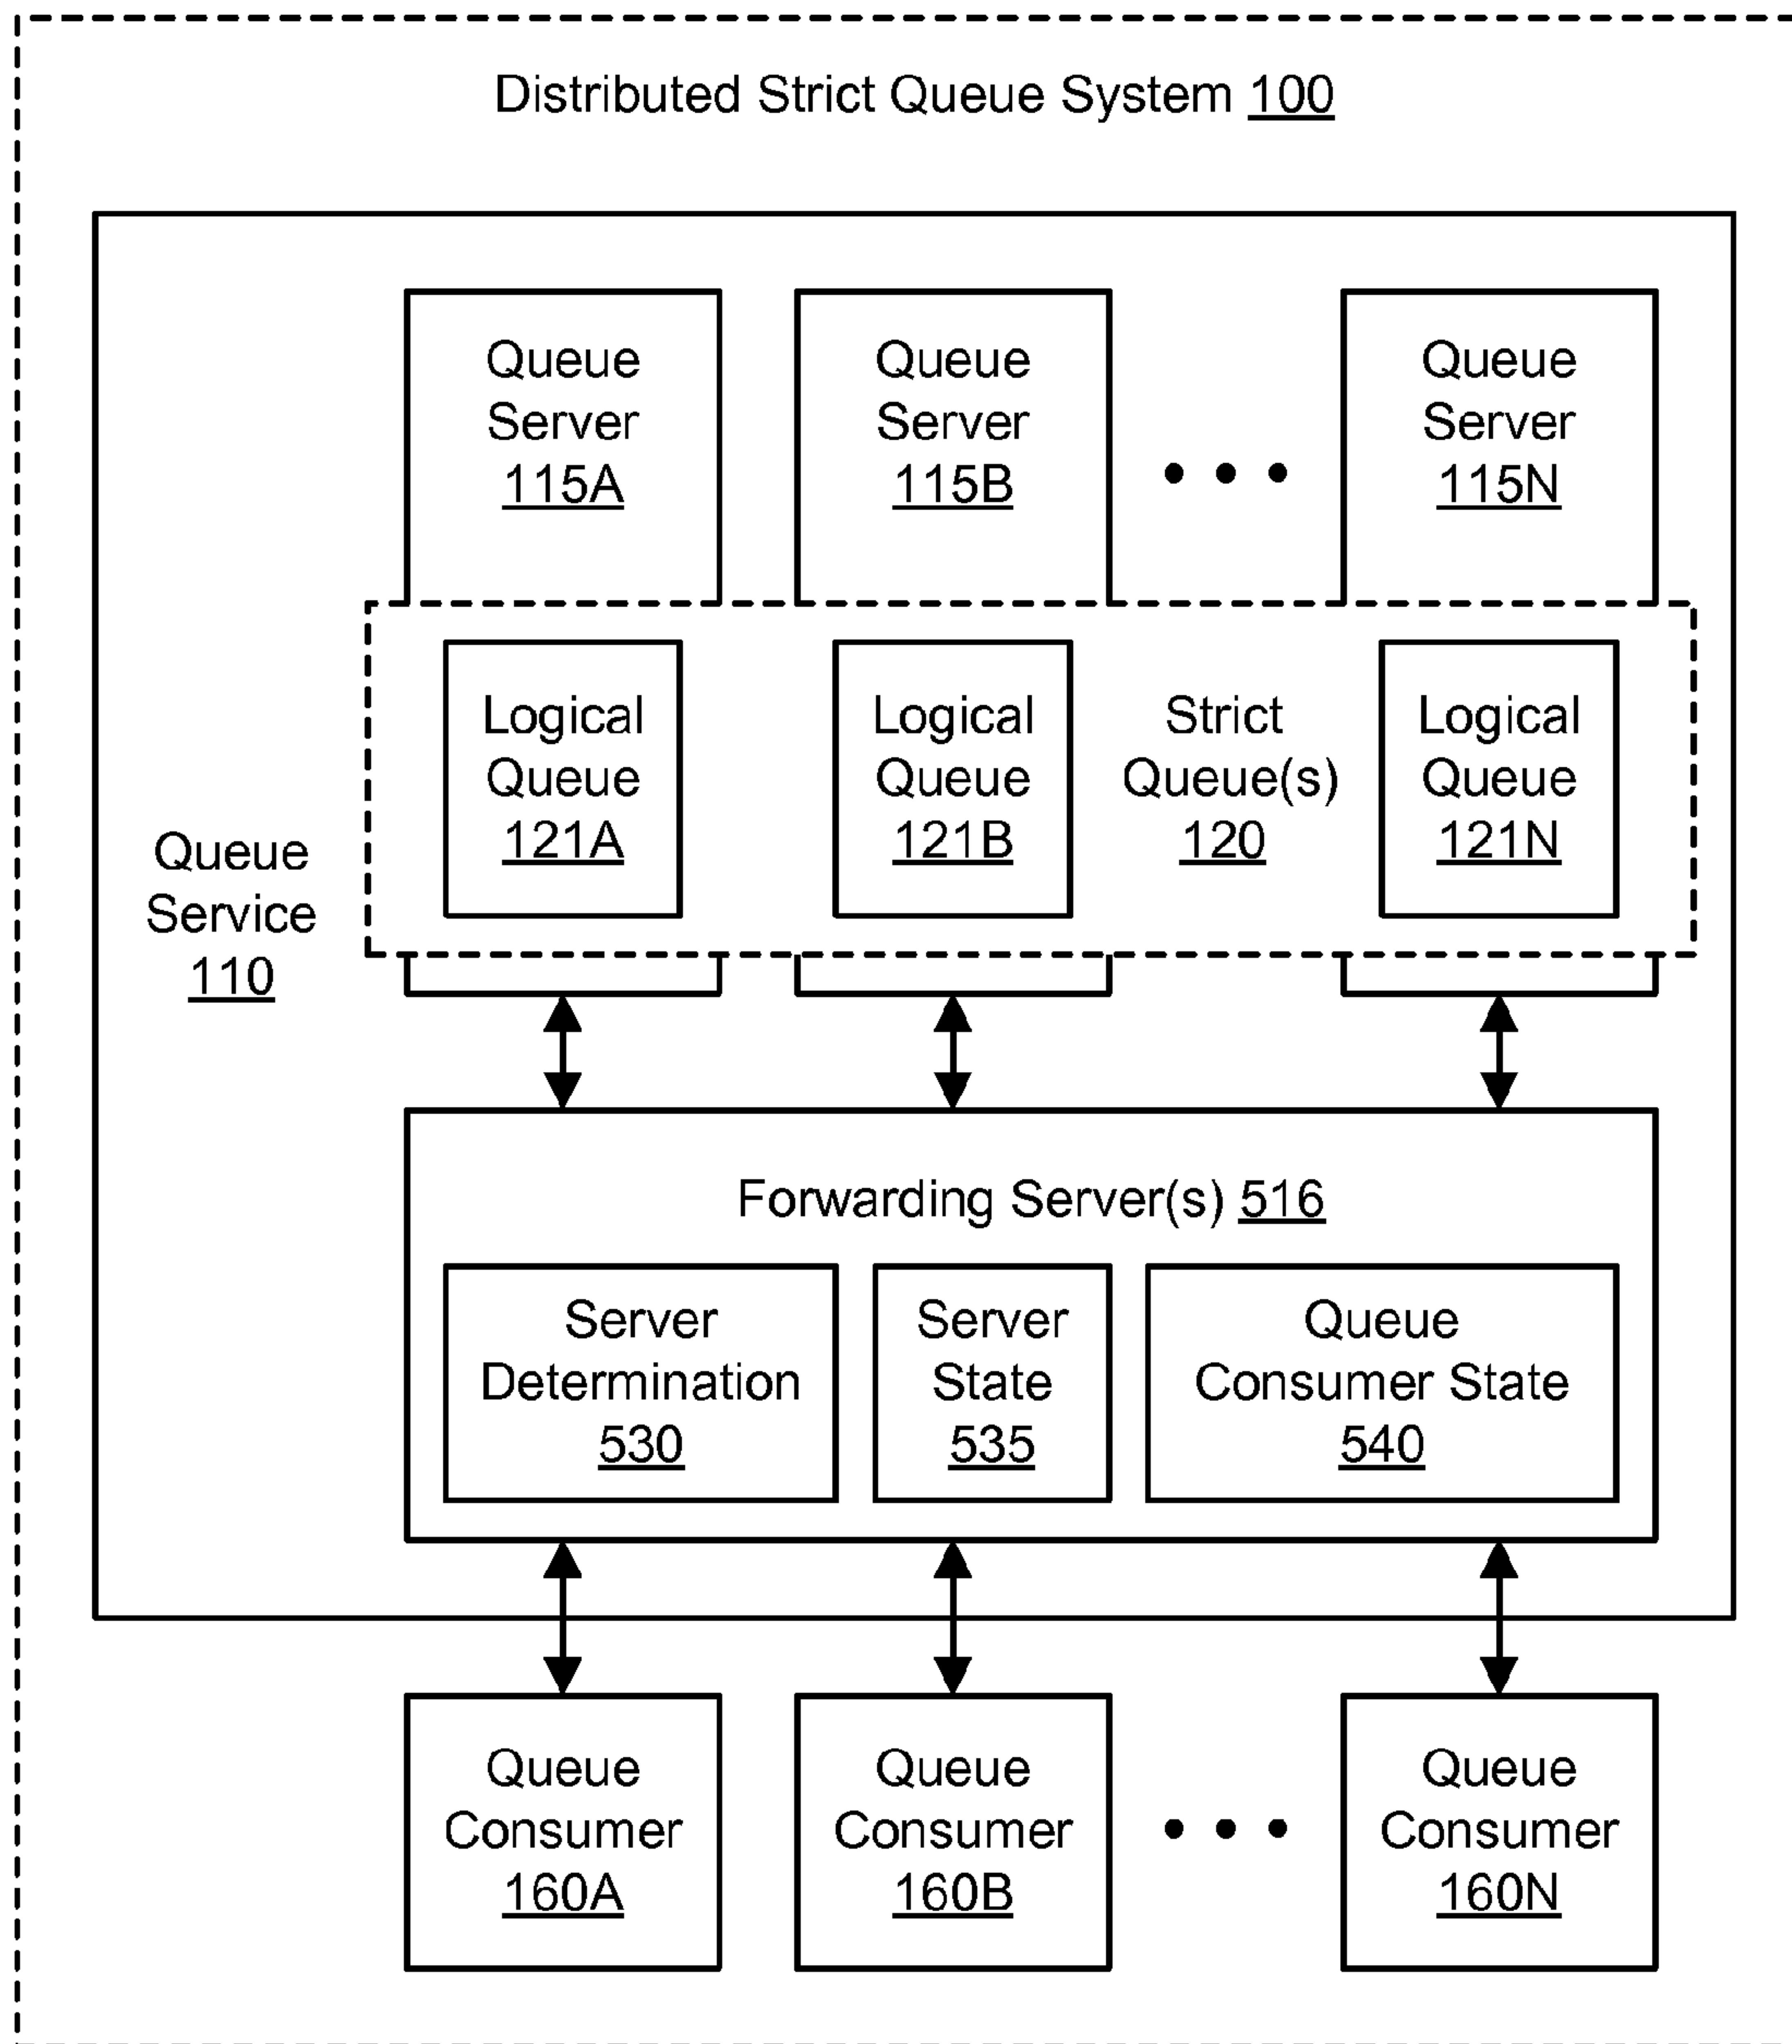 Distributed Strict Queue System 100
Queue
Server
115A
Queue
Server
115B
Queue
Server
115N
Logical
Queue
121A
Logical
Queue
121B
Strict
Queue(s)
120
Logical
Queue
121N
Queue
Service
110
Forwarding Server(s) 516
Server
Determination
530
Server
State
535
Queue
Consumer State
540
Queue
Consumer
160A
Queue
Consumer
160B
Queue
Consumer
160N